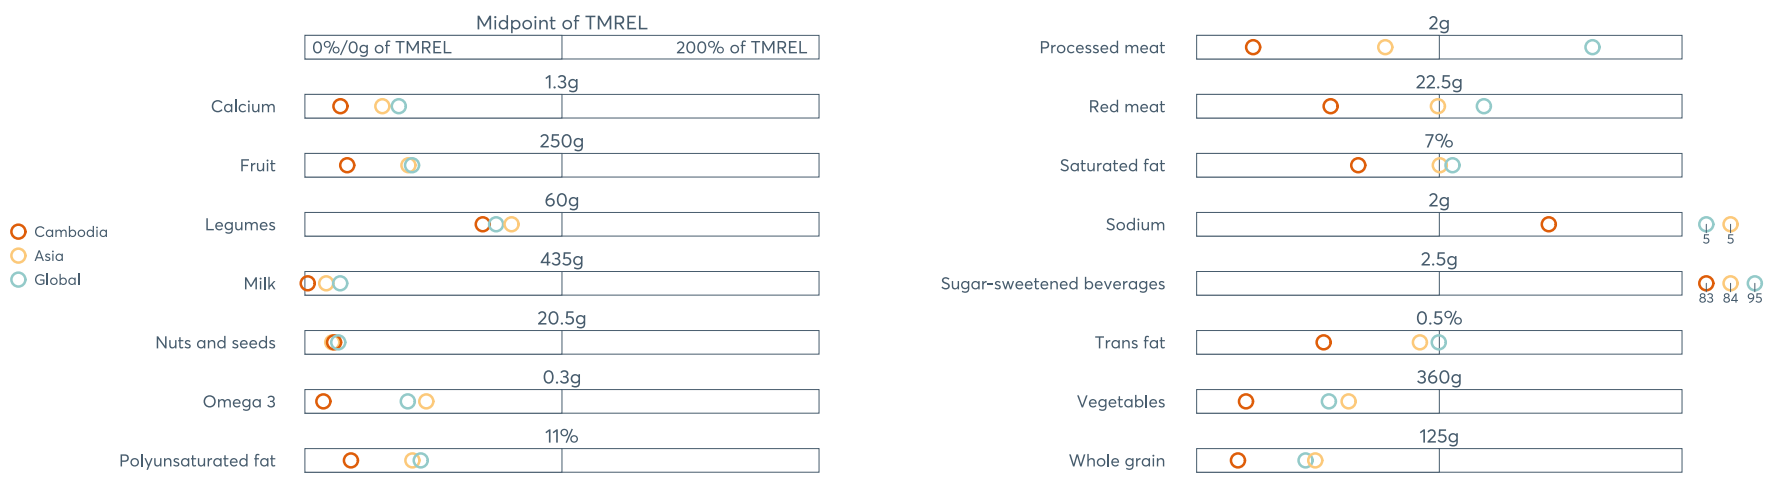 Midpoint of TMREL
0%/0g of TMREL 200% of TMREL
1.3g
Calcium
250g
Fruit
60g
Legumes
435g
Milk
20.5g
Nuts and seeds
0.3g
Omega 3
11%
Polyunsaturated fat
Cambodia
Asia
Global
2g
Processed meat
22.5g
Red meat
7%
Saturated fat
2g
Sodium
5 5
2.5g
Sugar-sweetened beverages
83 84 95
0.5%
Trans fat
360g
Vegetables
125g
Whole grain